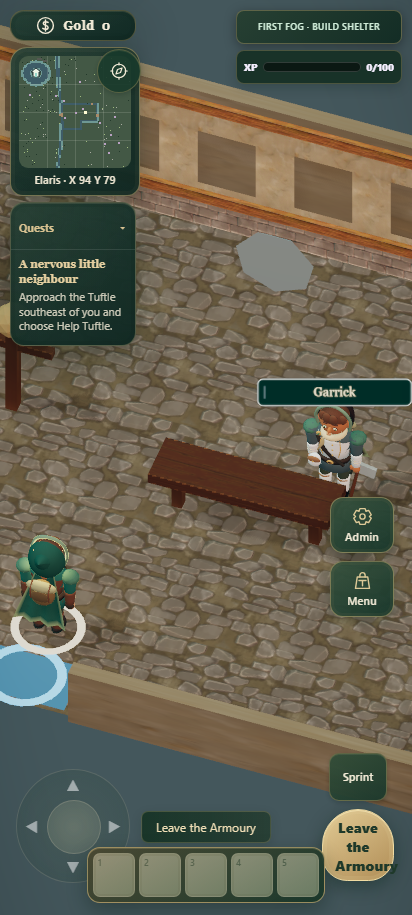 Gold 0
FIRST FOG · BUILD SHELTER
XP 0/100
Elaris · X 94 Y 79
Quests
A nervous little
neighbour
Approach the Tuftle
southeast of you and
choose Help Tuftle.
Garrick
Admin
Menu
Sprint
Leave the Armoury
Leave
the
Armoury
1 2 3 4 5